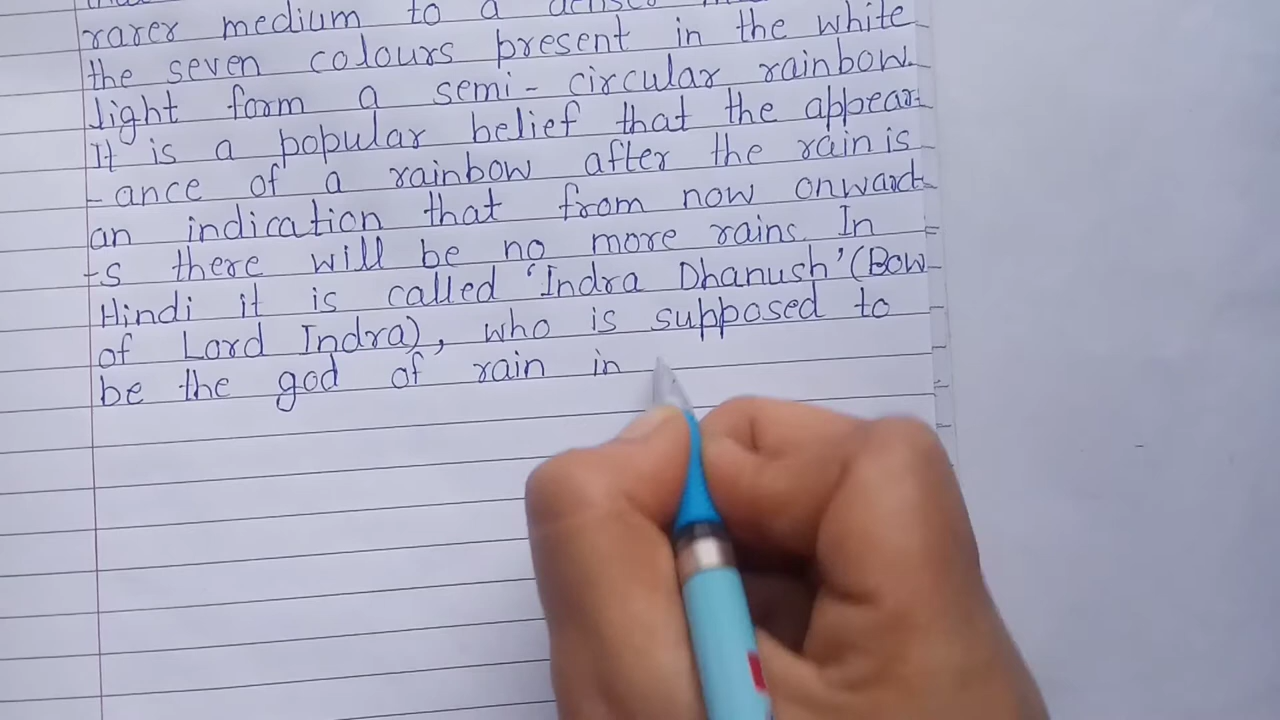 rarer medium to a
the seven colours present in the white
light form a semi - circular rainbow.
It is a popular belief that the appear
- ance of a rainbow after the rain is
an indication that from now onward
-s there will be no more rains. In
Hindi it is called 'Indra Dhanush' (Bow
of Lord Indra), who is supposed to
be the god of rain in